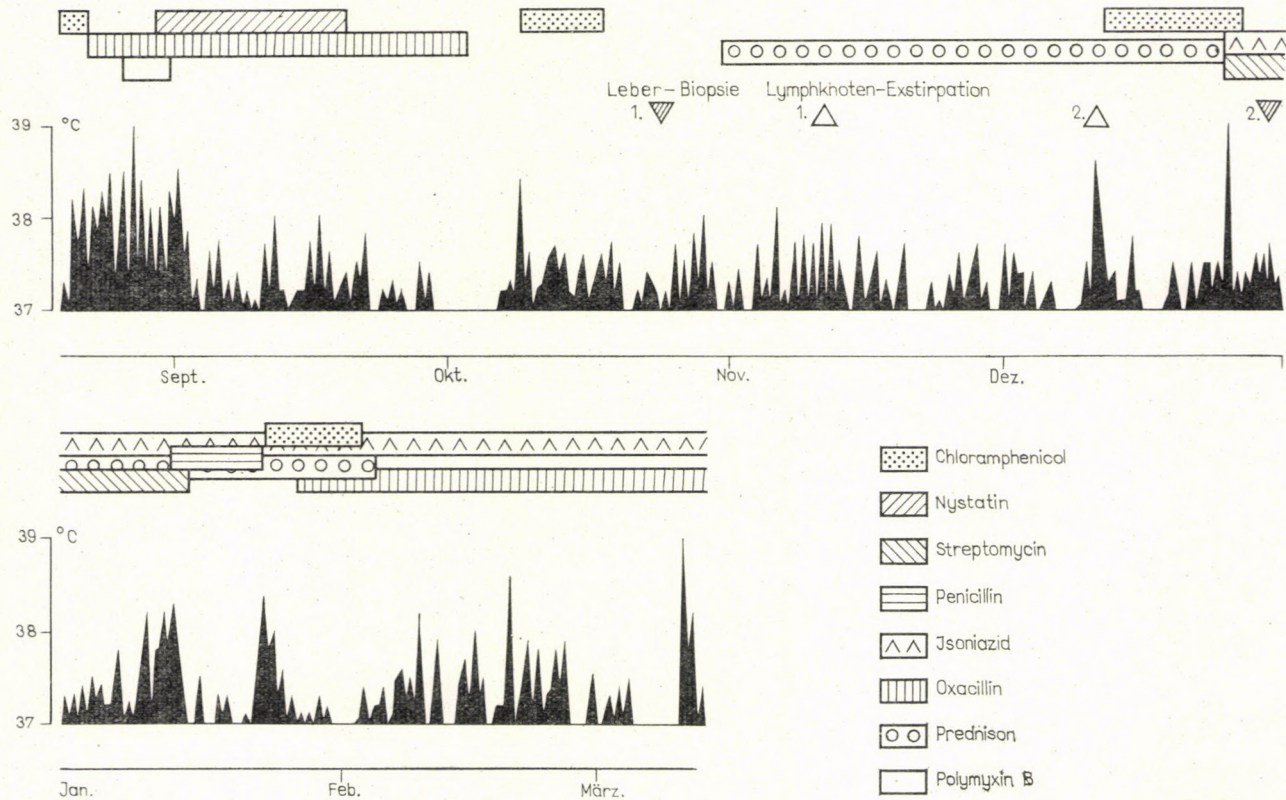 Leber-Biopsie Lymphknoten-Exstirpation
1. 1. 2. 2.
39 °C
38
37
Sept. Okt. Nov. Dez.
39 °C
38
37
Jan. Feb. März.
Chloramphenicol
Nystatin
Streptomycin
Penicillin
Jsoniazid
Oxacillin
Prednison
Polymyxin B